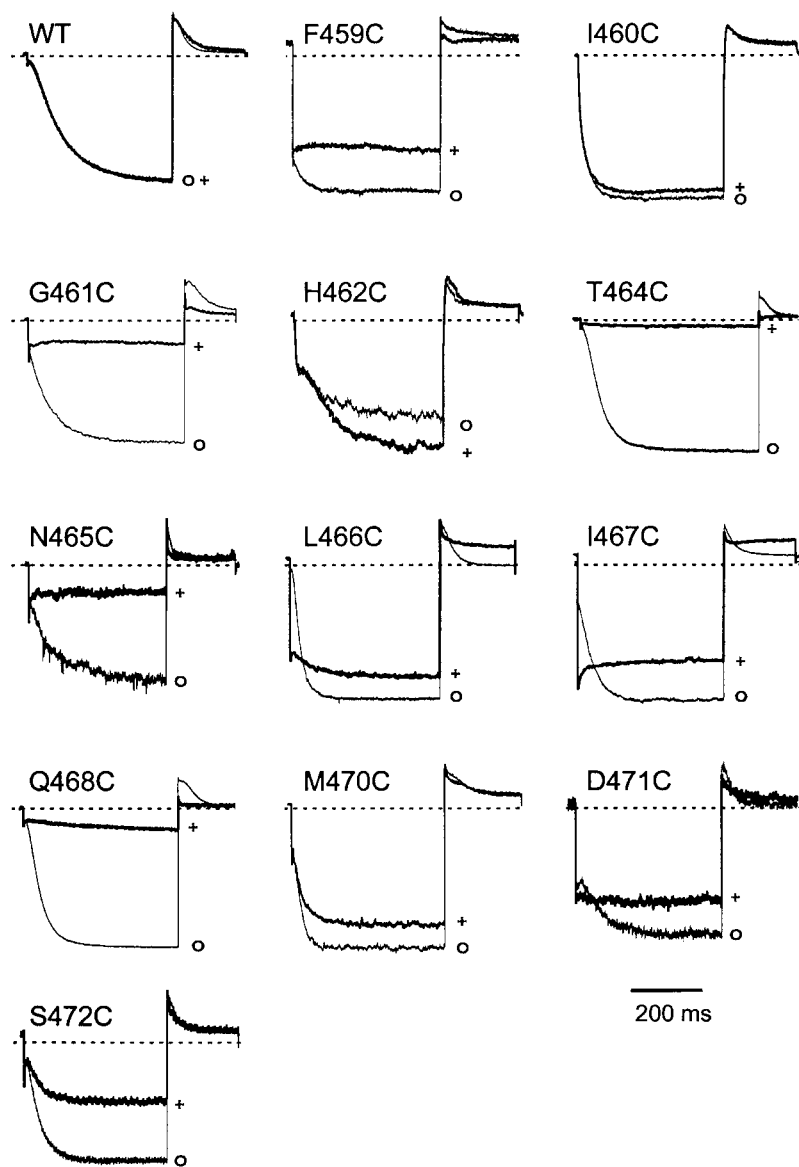 WT
F459C
I460C
o +
+
o
+
o
G461C
H462C
T464C
+
o
o
+
+
o
N465C
L466C
I467C
+
o
+
o
+
o
Q468C
M470C
D471C
+
o
+
o
+
o
200 ms
S472C
+
o